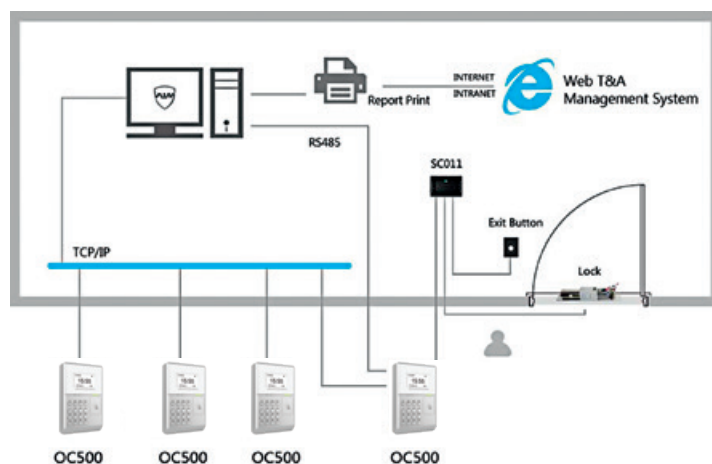 INTERNET
INTRANET
Web T&A
Management System
Report Print
RS485
SC011
Exit Button
TCP/IP
Lock
OC500
OC500
OC500
OC500